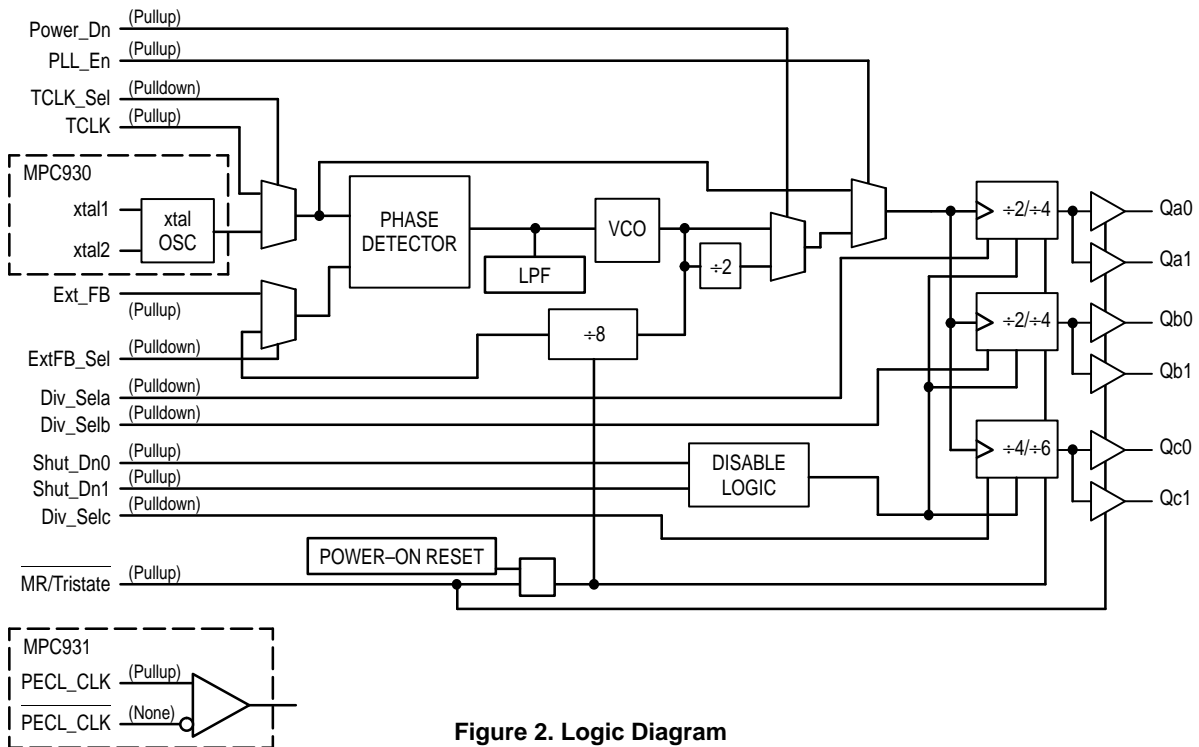 Power_Dn (Pullup)
PLL_En (Pullup)
TCLK_Sel (Pulldown)
TCLK (Pullup)
MPC930
xtal1
xtal2
xtal
OSC
PHASE
DETECTOR
LPF
VCO
÷2
÷8
Ext_FB
(Pullup)
ExtFB_Sel (Pulldown)
Div_Sela (Pulldown)
Div_Selb (Pulldown)
Shut_Dn0 (Pullup)
Shut_Dn1 (Pullup)
Div_Selc (Pulldown)
DISABLE
LOGIC
÷2/÷4
÷2/÷4
÷4/÷6
Qa0
Qa1
Qb0
Qb1
Qc0
Qc1
POWER–ON RESET
MR/Tristate (Pullup)
MPC931
PECL_CLK (Pullup)
PECL_CLK (None)
Figure 2. Logic Diagram